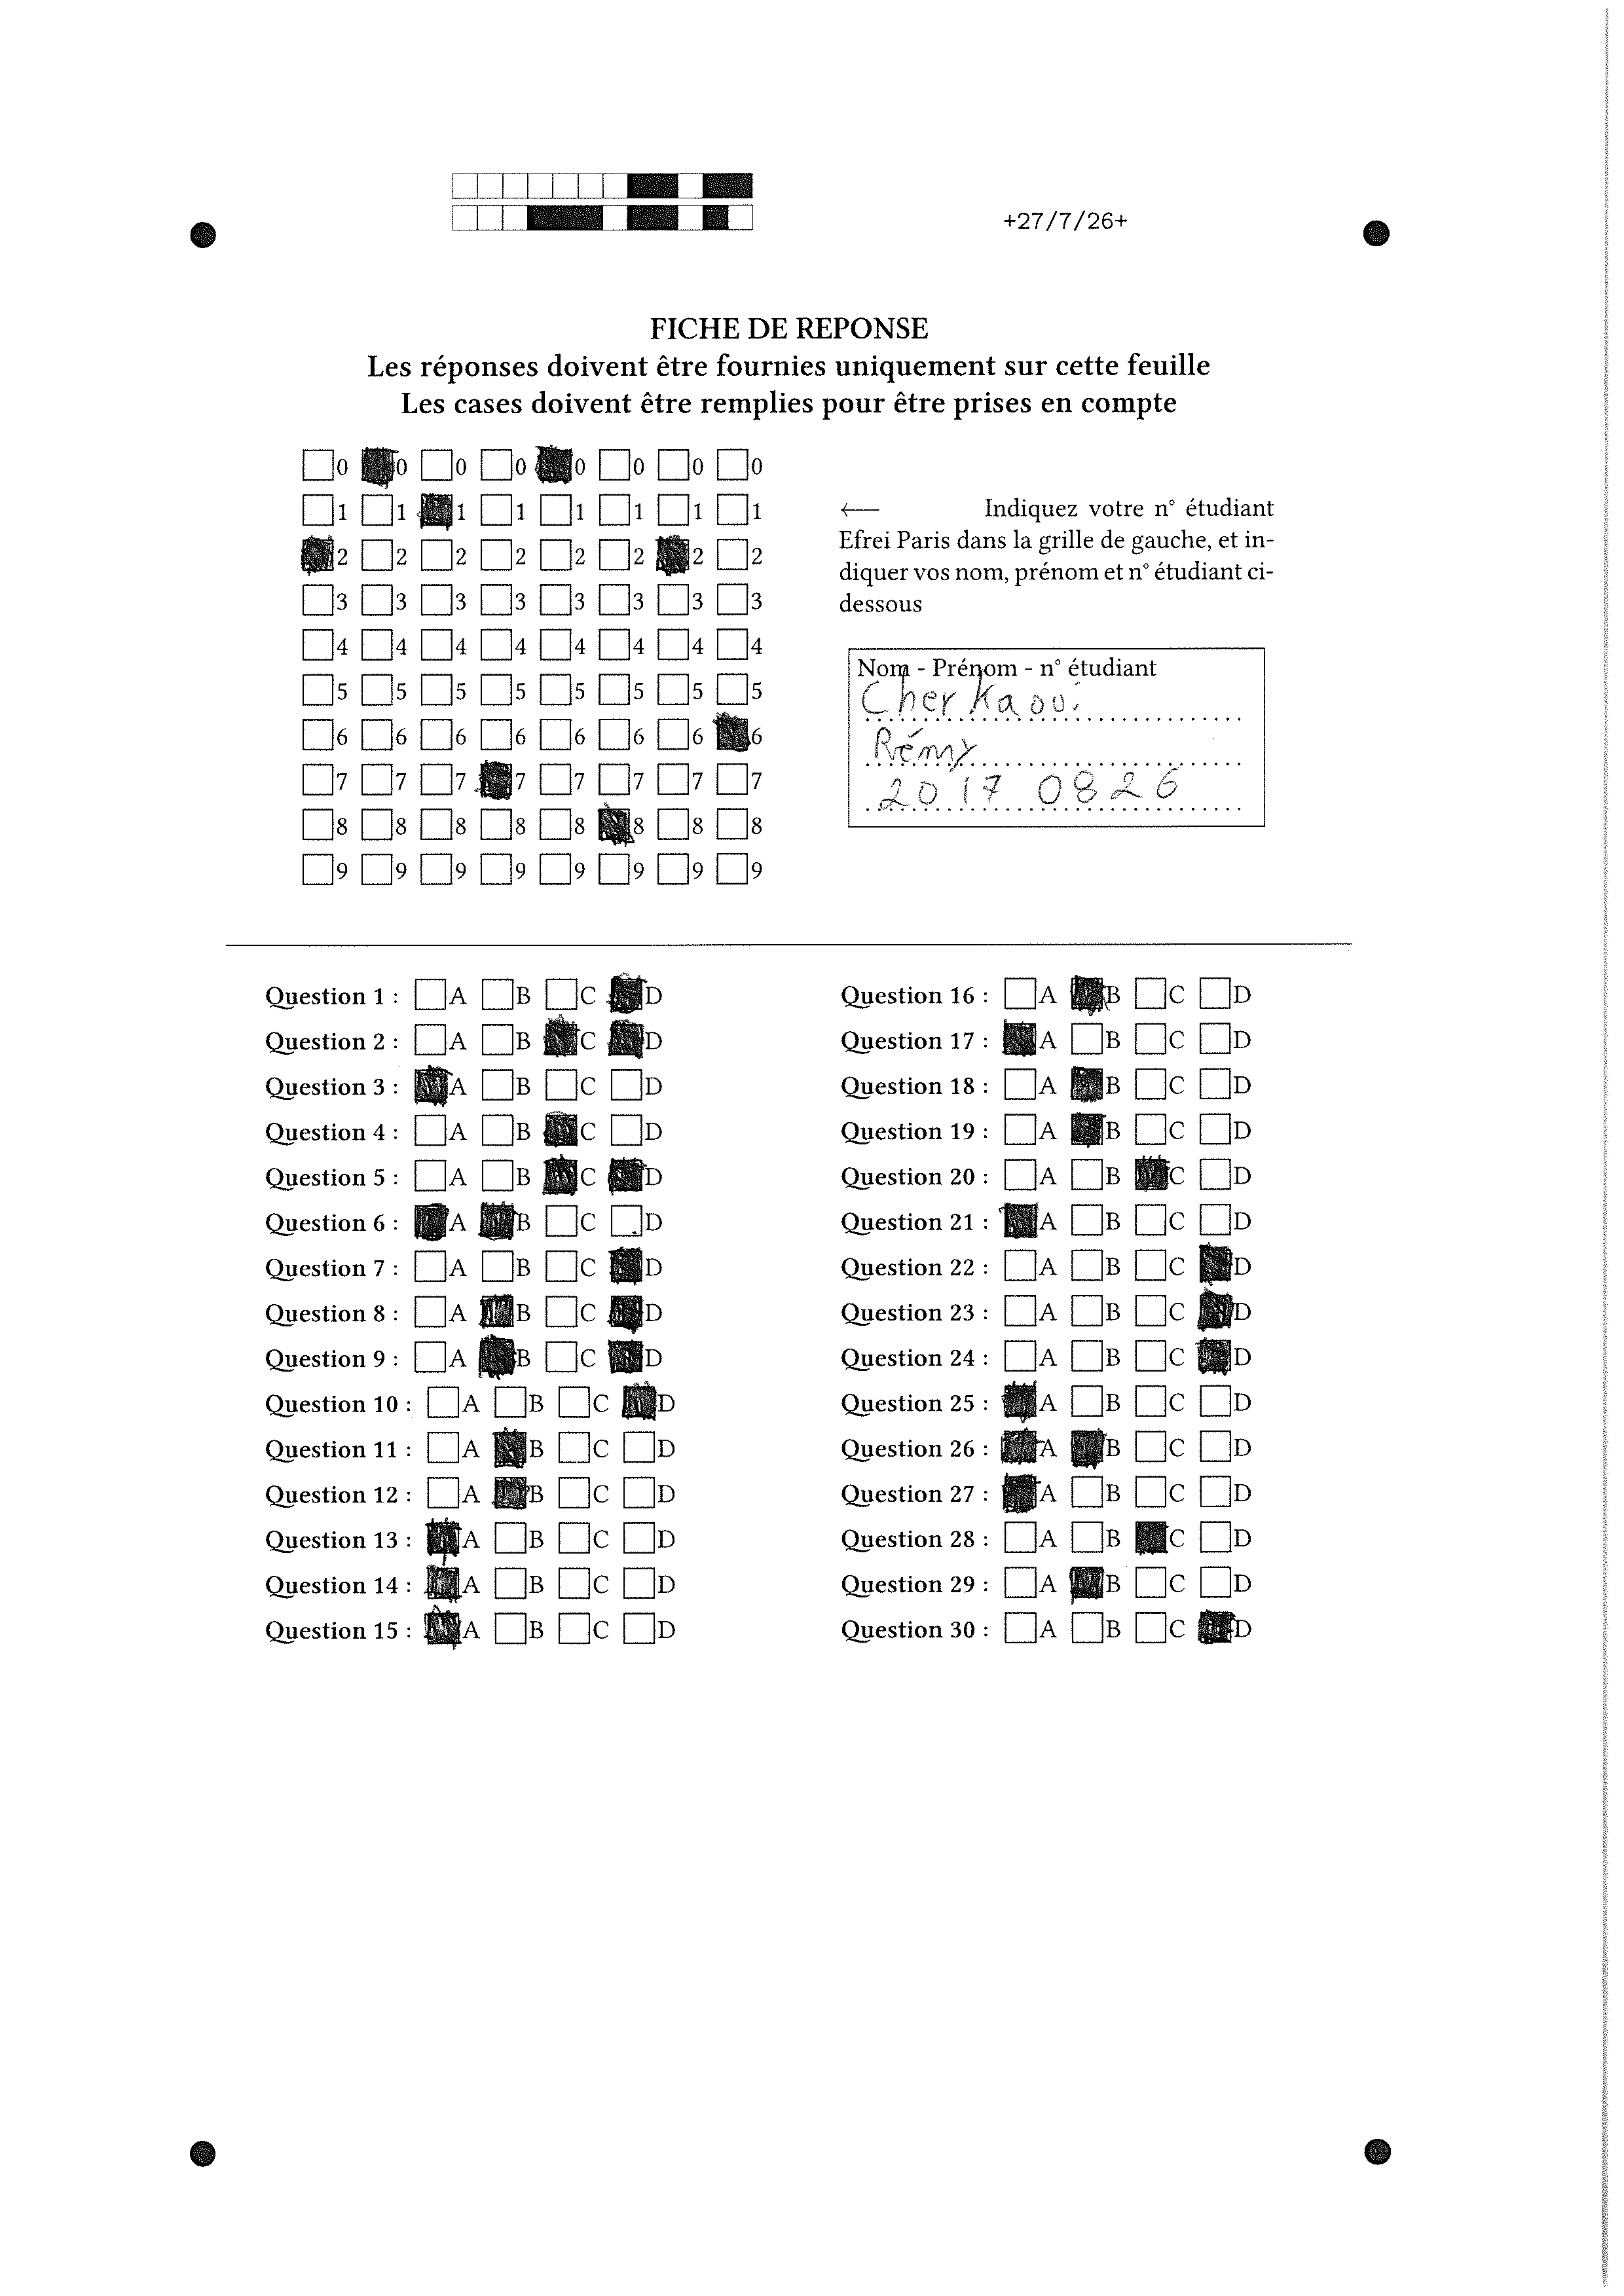 +27/7/26+
FICHE DE REPONSE
Les réponses doivent être fournies uniquement sur cette feuille
Les cases doivent être remplies pour être prises en compte
0 0 0 0 0 0 0 0
1 1 1 1 1 1 1 1
2 2 2 2 2 2 2 2
3 3 3 3 3 3 3 3
4 4 4 4 4 4 4 4
5 5 5 5 5 5 5 5
6 6 6 6 6 6 6 6
7 7 7 7 7 7 7 7
8 8 8 8 8 8 8 8
9 9 9 9 9 9 9 9
← Indiquez votre n° étudiant
Efrei Paris dans la grille de gauche, et in-
diquer vos nom, prénom et n° étudiant ci-
dessous
Nom - Prénom - n° étudiant
Cherkaoui
Rémy
2017 0826
Question 1 : A B C D
Question 2 : A B C D
Question 3 : A B C D
Question 4 : A B C D
Question 5 : A B C D
Question 6 : A B C D
Question 7 : A B C D
Question 8 : A B C D
Question 9 : A B C D
Question 10 : A B C D
Question 11 : A B C D
Question 12 : A B C D
Question 13 : A B C D
Question 14 : A B C D
Question 15 : A B C D
Question 16 : A B C D
Question 17 : A B C D
Question 18 : A B C D
Question 19 : A B C D
Question 20 : A B C D
Question 21 : A B C D
Question 22 : A B C D
Question 23 : A B C D
Question 24 : A B C D
Question 25 : A B C D
Question 26 : A B C D
Question 27 : A B C D
Question 28 : A B C D
Question 29 : A B C D
Question 30 : A B C D